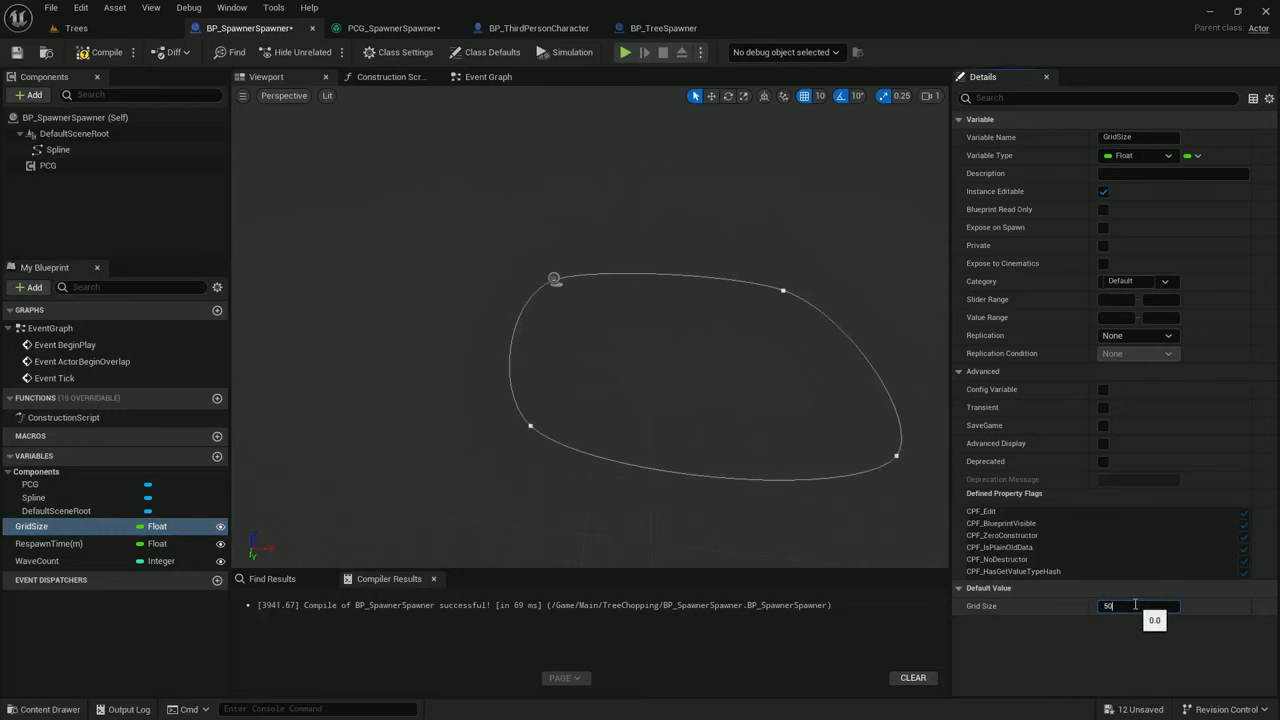 File Edit Asset View Debug Window Tools Help
Trees BP_SpawnerSpawner* PCG_SpawnerSpawner* BP_ThirdPersonCharacter BP_TreeSpawner Parent class: Actor
Compile Diff Find Hide Unrelated Class Settings Class Defaults Simulation No debug object selected
Components Viewport Construction Scr... Event Graph Details
Add Search Perspective Lit 10 10° 0.25 1 Search
BP_SpawnerSpawner (Self)
DefaultSceneRoot
Spline
PCG
My Blueprint
Add Search
GRAPHS
EventGraph
Event BeginPlay
Event ActorBeginOverlap
Event Tick
FUNCTIONS (19 OVERRIDABLE)
ConstructionScript
MACROS
VARIABLES
Components
PCG
Spline
DefaultSceneRoot
GridSize Float
RespawnTime(m) Float
WaveCount Integer
EVENT DISPATCHERS
Find Results Compiler Results
[3941.67] Compile of BP_SpawnerSpawner successful! [in 69 ms] (/Game/Main/TreeChopping/BP_SpawnerSpawner.BP_SpawnerSpawner)
PAGE CLEAR
Variable
Variable Name GridSize
Variable Type Float
Description
Instance Editable
Blueprint Read Only
Expose on Spawn
Private
Expose to Cinematics
Category Default
Slider Range
Value Range
Replication None
Replication Condition None
Advanced
Config Variable
Transient
SaveGame
Advanced Display
Deprecated
Deprecation Message
Defined Property Flags
CPF_Edit
CPF_BlueprintVisible
CPF_ZeroConstructor
CPF_IsPlainOldData
CPF_NoDestructor
CPF_HasGetValueTypeHash
Default Value
Grid Size 50
0.0
Content Drawer Output Log Cmd Enter Console Command 12 Unsaved Revision Control